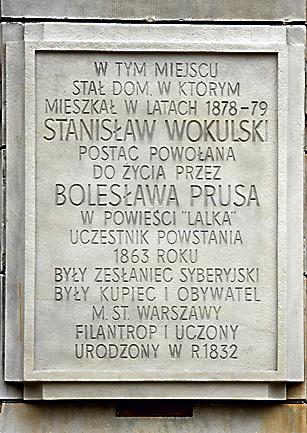 W TYM MIEJSCU
STAŁ DOM, W KTÓRYM
MIESZKAŁ W LATACH 1878-79
STANISŁAW WOKULSKI
POSTAĆ POWOŁANA
DO ŻYCIA PRZEZ
BOLESŁAWA PRUSA
W POWIEŚCI "LALKA"
UCZESTNIK POWSTANIA
1863 ROKU
BYŁY ZESŁANIEC SYBERYJSKI
BYŁY KUPIEC I OBYWATEL
M. ST. WARSZAWY
FILANTROP I UCZONY
URODZONY W R.1832